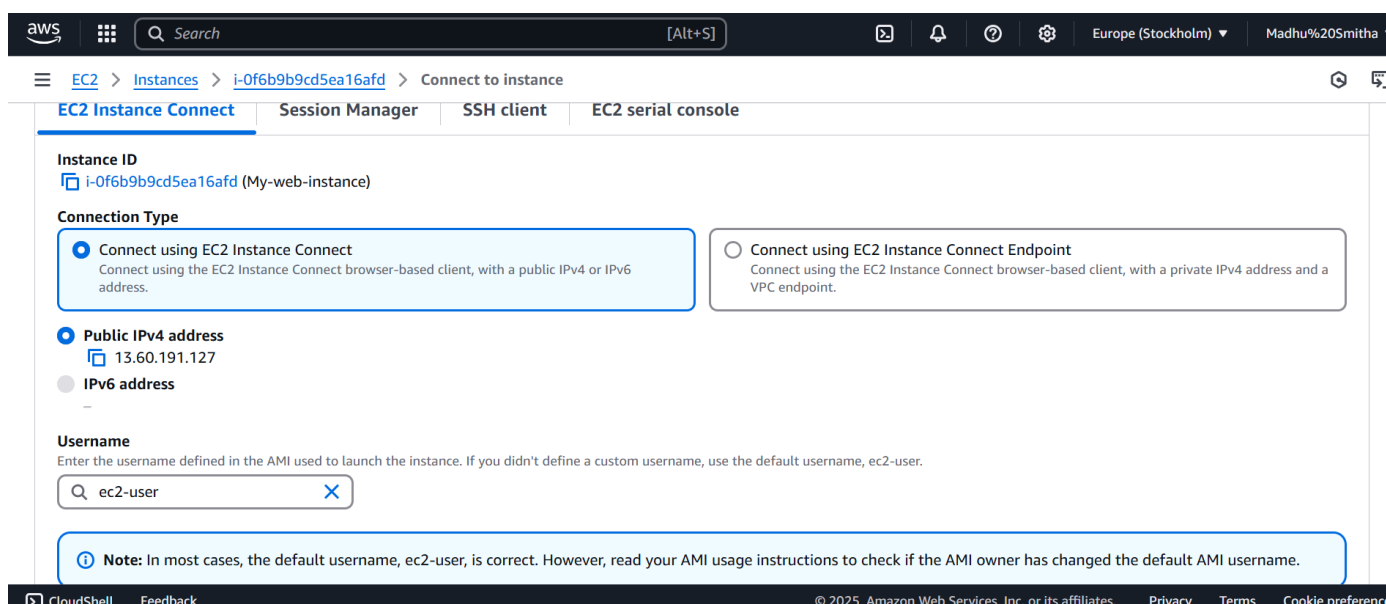 aws Search [Alt+S] Europe (Stockholm) ▼ Madhu%20Smitha
EC2 > Instances > i-0f6b9b9cd5ea16afd > Connect to instance
EC2 Instance Connect Session Manager SSH client EC2 serial console
Instance ID
i-0f6b9b9cd5ea16afd (My-web-instance)
Connection Type
Connect using EC2 Instance Connect
Connect using the EC2 Instance Connect browser-based client, with a public IPv4 or IPv6
address.
Connect using EC2 Instance Connect Endpoint
Connect using the EC2 Instance Connect browser-based client, with a private IPv4 address and a
VPC endpoint.
Public IPv4 address
13.60.191.127
IPv6 address
–
Username
Enter the username defined in the AMI used to launch the instance. If you didn't define a custom username, use the default username, ec2-user.
ec2-user
Note: In most cases, the default username, ec2-user, is correct. However, read your AMI usage instructions to check if the AMI owner has changed the default AMI username.
CloudShell Feedback © 2025, Amazon Web Services, Inc. or its affiliates. Privacy Terms Cookie preference